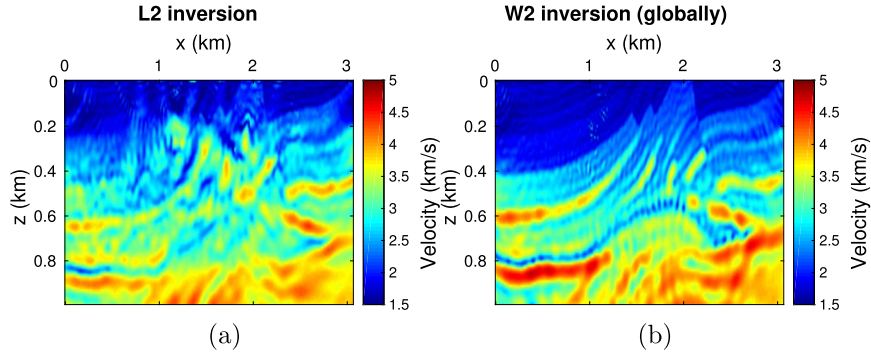 L2 inversion
x (km)
0 1 2 3
0
0.2
0.4
0.6
0.8
z (km)
5
4.5
4
3.5
3
2.5
2
1.5
Velocity (km/s)
(a)
W2 inversion (globally)
x (km)
0 1 2 3
0
0.2
0.4
0.6
0.8
z (km)
5
4.5
4
3.5
3
2.5
2
1.5
Velocity (km/s)
(b)